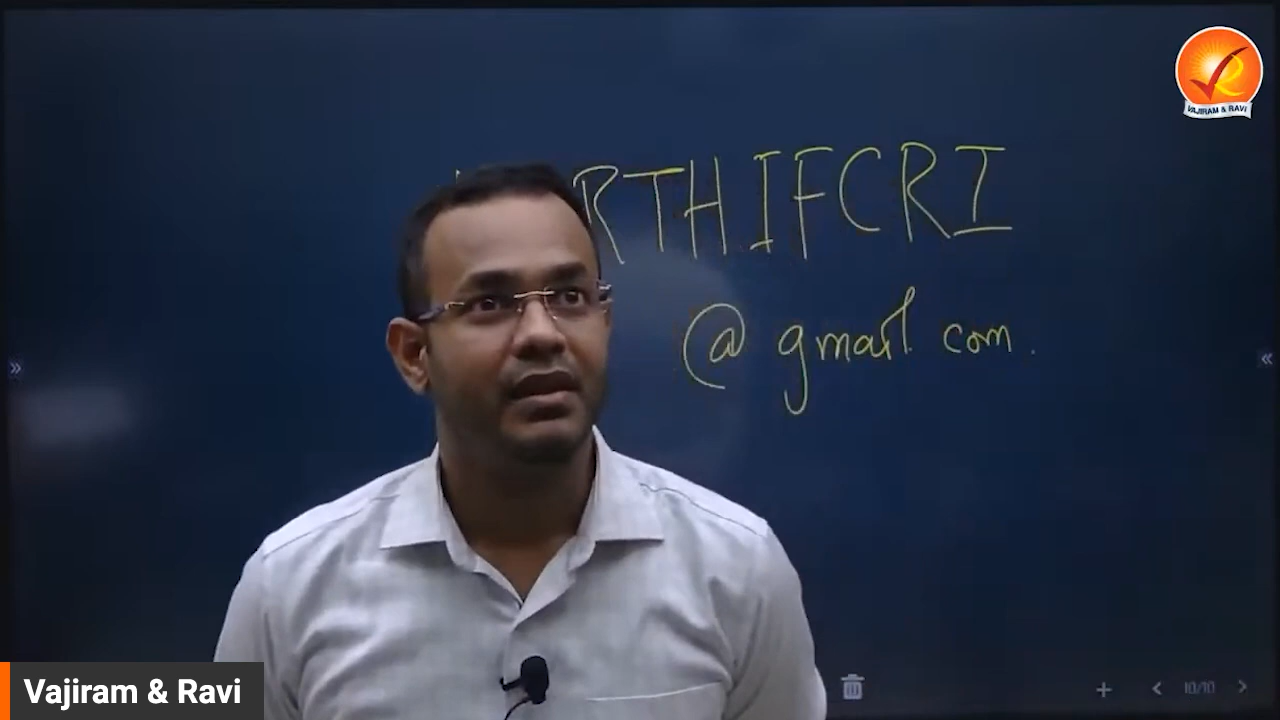 VAJIRAM & RAVI
RTHIFCRI
@ gmail. com.
10/10
Vajiram & Ravi